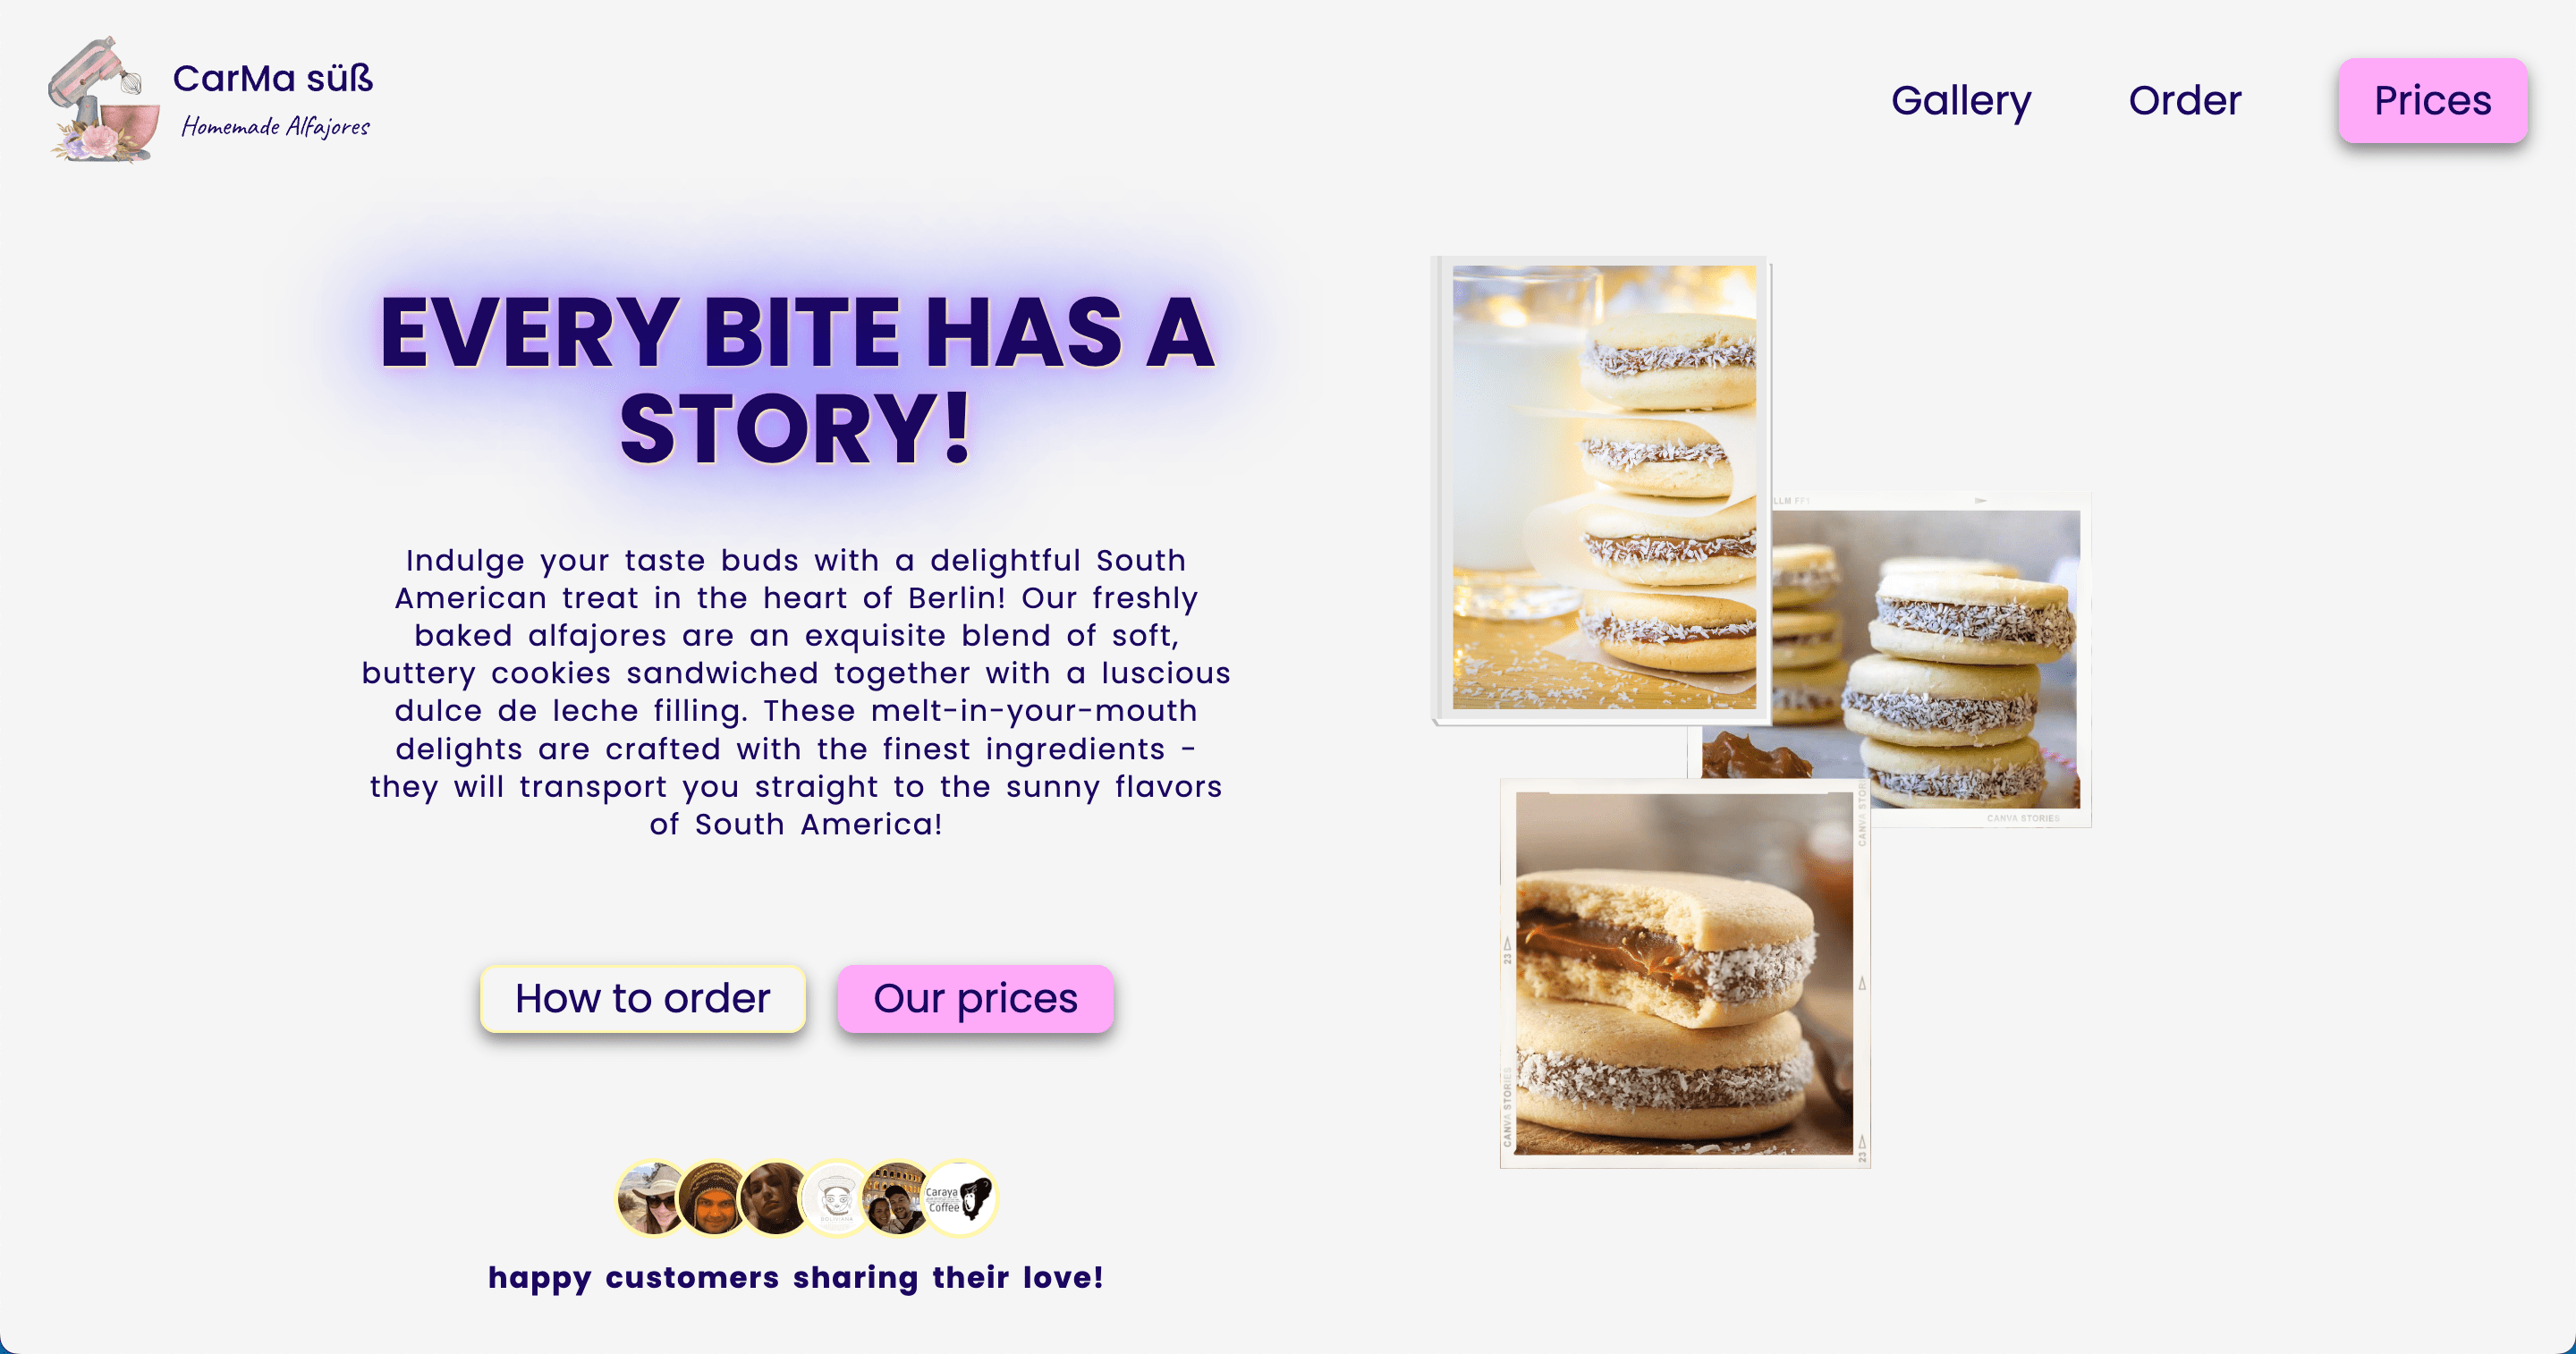 CarMa süß
Homemade Alfajores
Gallery
Order
Prices
EVERY BITE HAS A
STORY!
Indulge your taste buds with a delightful South
American treat in the heart of Berlin! Our freshly
baked alfajores are an exquisite blend of soft,
buttery cookies sandwiched together with a luscious
dulce de leche filling. These melt-in-your-mouth
delights are crafted with the finest ingredients -
they will transport you straight to the sunny flavors
of South America!
How to order
Our prices
Caraya
Coffee
happy customers sharing their love!
CANVA STORIES
23
CANVA STORIES
23